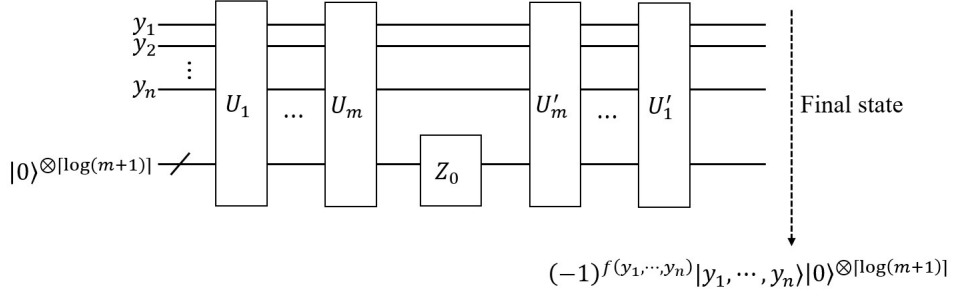 y₁
y₂
⋮
yₙ
U₁ ... Uₘ U′ₘ ... U′₁
Final state
|0⟩^{⊗⌈log(m+1)⌉}
Z₀
(−1)^{f(y₁,⋯,yₙ)}|y₁,⋯,yₙ⟩|0⟩^{⊗⌈log(m+1)⌉}